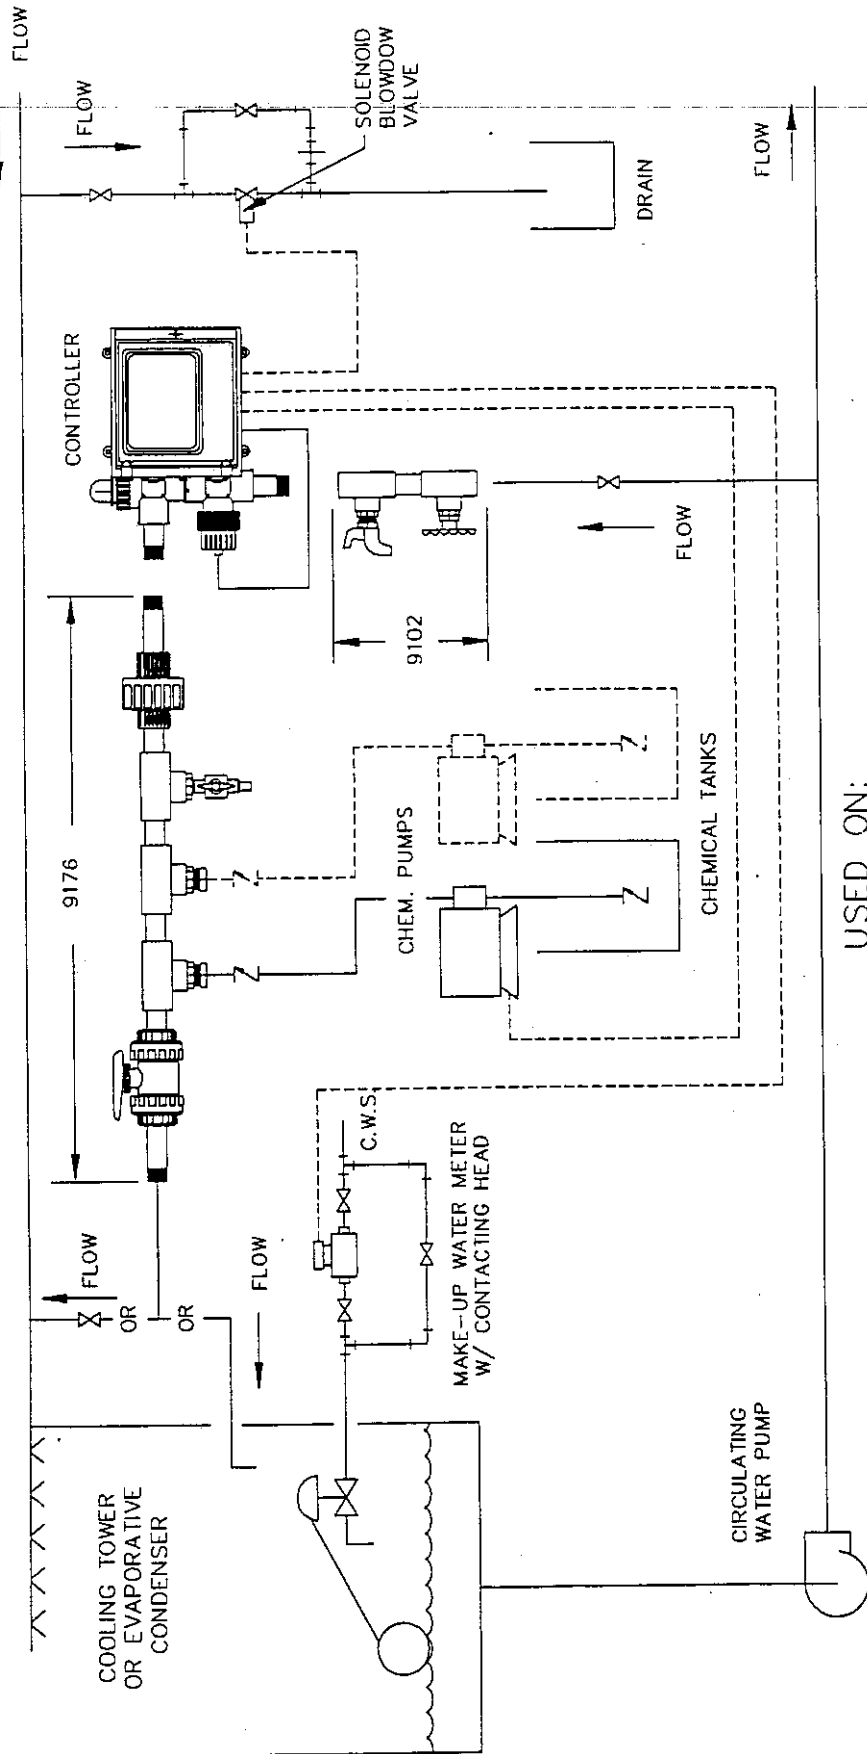 COOLING TOWER
OR EVAPORATIVE
CONDENSER
FLOW
OR
OR
FLOW
9176
CONTROLLER
FLOW
FLOW
SOLENOID
BLOWDOW
VALVE
DRAIN
C.W.S.
MAKE-UP WATER METER
W/ CONTACTING HEAD
CHEM. PUMPS
CHEMICAL TANKS
9102
FLOW
FLOW
CIRCULATING
WATER PUMP
USED ON: